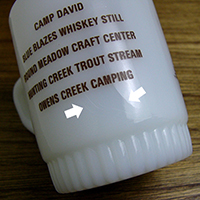 CAMP DAVID
BLUE BLAZES WHISKEY STILL
ROUND MEADOW CRAFT CENTER
HUNTING CREEK TROUT STREAM
OWENS CREEK CAMPING